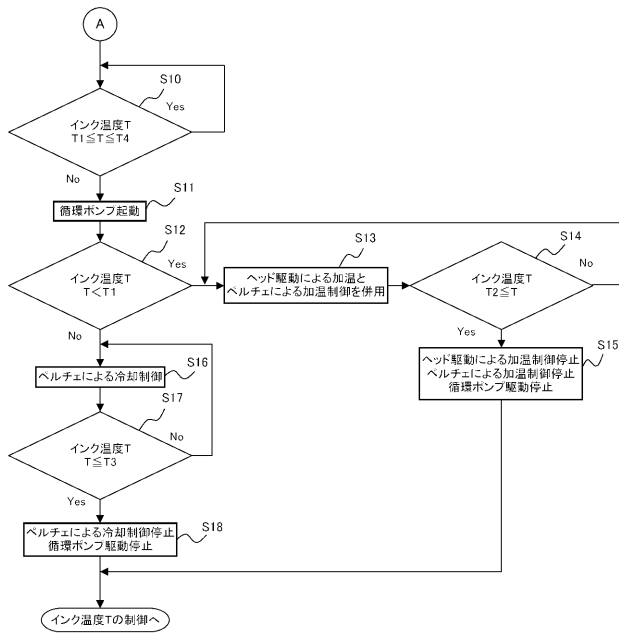 A
S10
Yes
インク温度T
T1≦T≦T4
No
S11
循環ポンプ起動
S12
インク温度T
T<T1
Yes
No
S13
ヘッド駆動による加温と
ペルチェによる加温制御を併用
S14
インク温度T
T2≦T
No
Yes
S15
ヘッド駆動による加温制御停止
ペルチェによる加温制御停止
循環ポンプ駆動停止
S16
ペルチェによる冷却制御
S17
インク温度T
T≦T3
No
Yes
S18
ペルチェによる冷却制御停止
循環ポンプ駆動停止
インク温度Tの制御へ